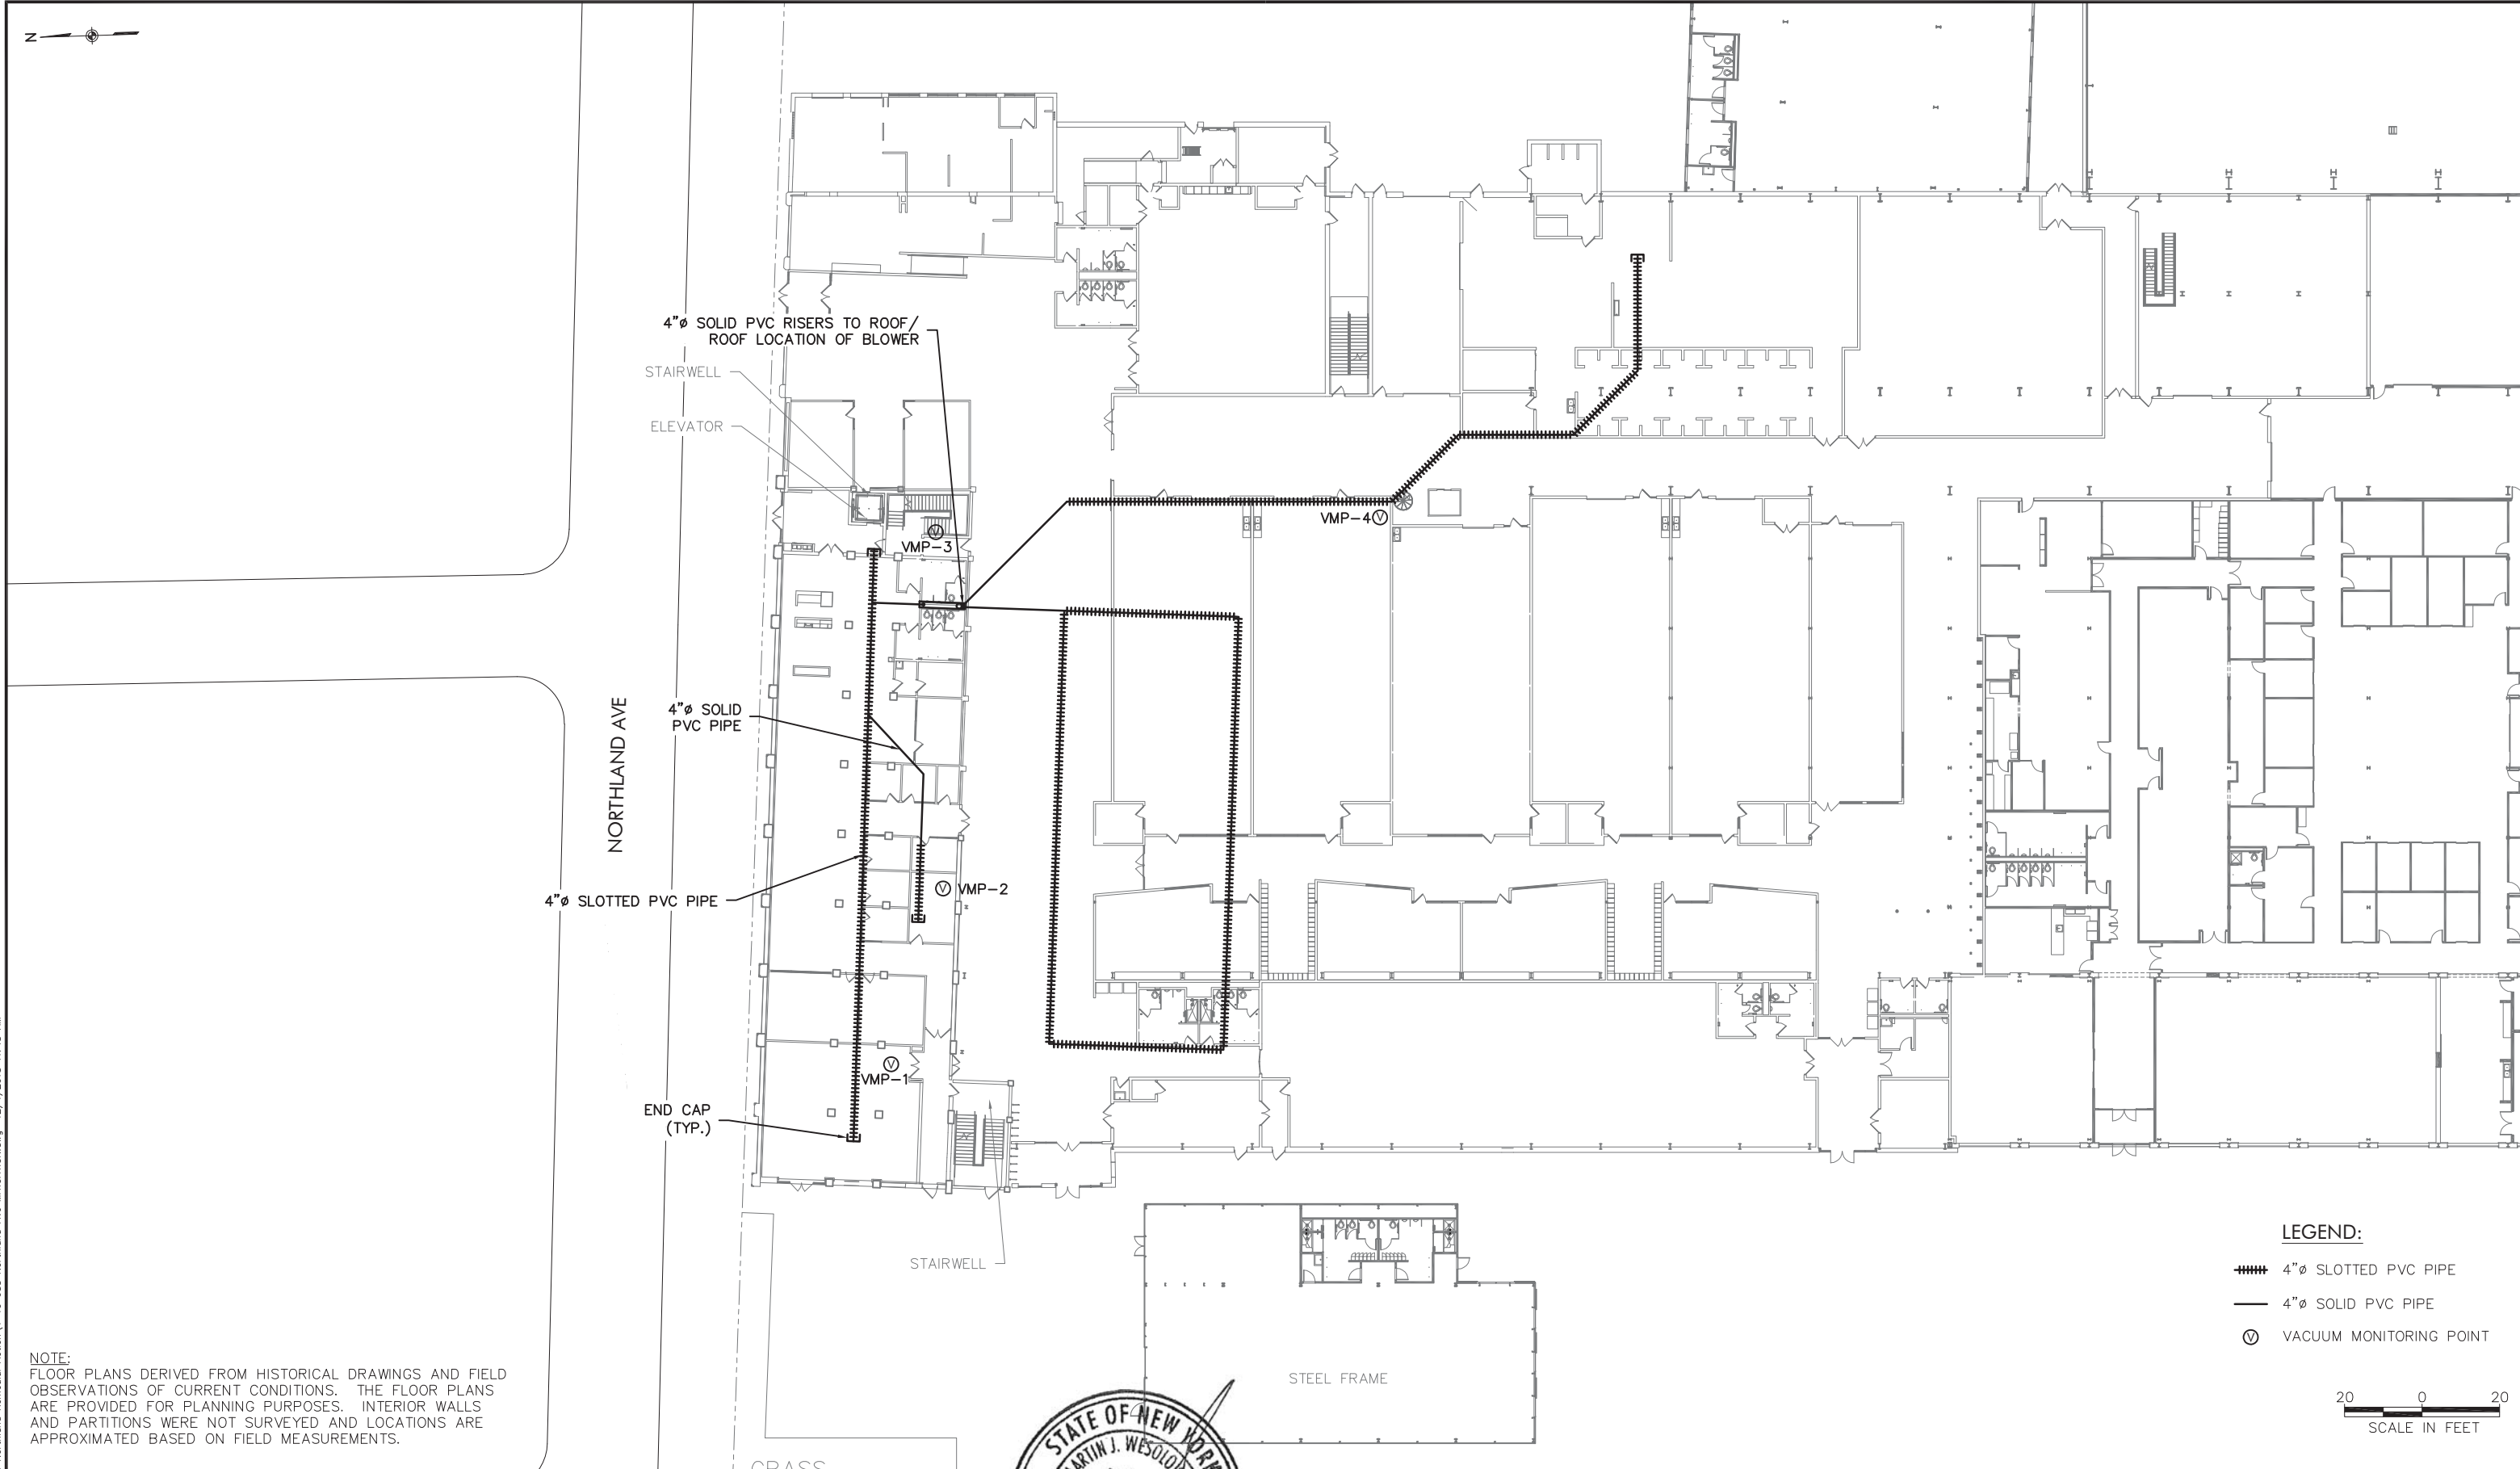 N
4"ø SOLID PVC RISERS TO ROOF/
ROOF LOCATION OF BLOWER
STAIRWELL
ELEVATOR
VMP-3
VMP-4
V
V
4"ø SOLID
PVC PIPE
NORTHLAND AVE
4"ø SLOTTED PVC PIPE
V
VMP-2
V
VMP-1
END CAP
(TYP.)
STAIRWELL
STEEL FRAME
LEGEND:
4"ø SLOTTED PVC PIPE
4"ø SOLID PVC PIPE
V
VACUUM MONITORING POINT
20 0 20
SCALE IN FEET
NOTE:
FLOOR PLANS DERIVED FROM HISTORICAL DRAWINGS AND FIELD
OBSERVATIONS OF CURRENT CONDITIONS. THE FLOOR PLANS
ARE PROVIDED FOR PLANNING PURPOSES. INTERIOR WALLS
AND PARTITIONS WERE NOT SURVEYED AND LOCATIONS ARE
APPROXIMATED BASED ON FIELD MEASUREMENTS.
STATE OF NEW YORK
MARTIN J.
GRASS